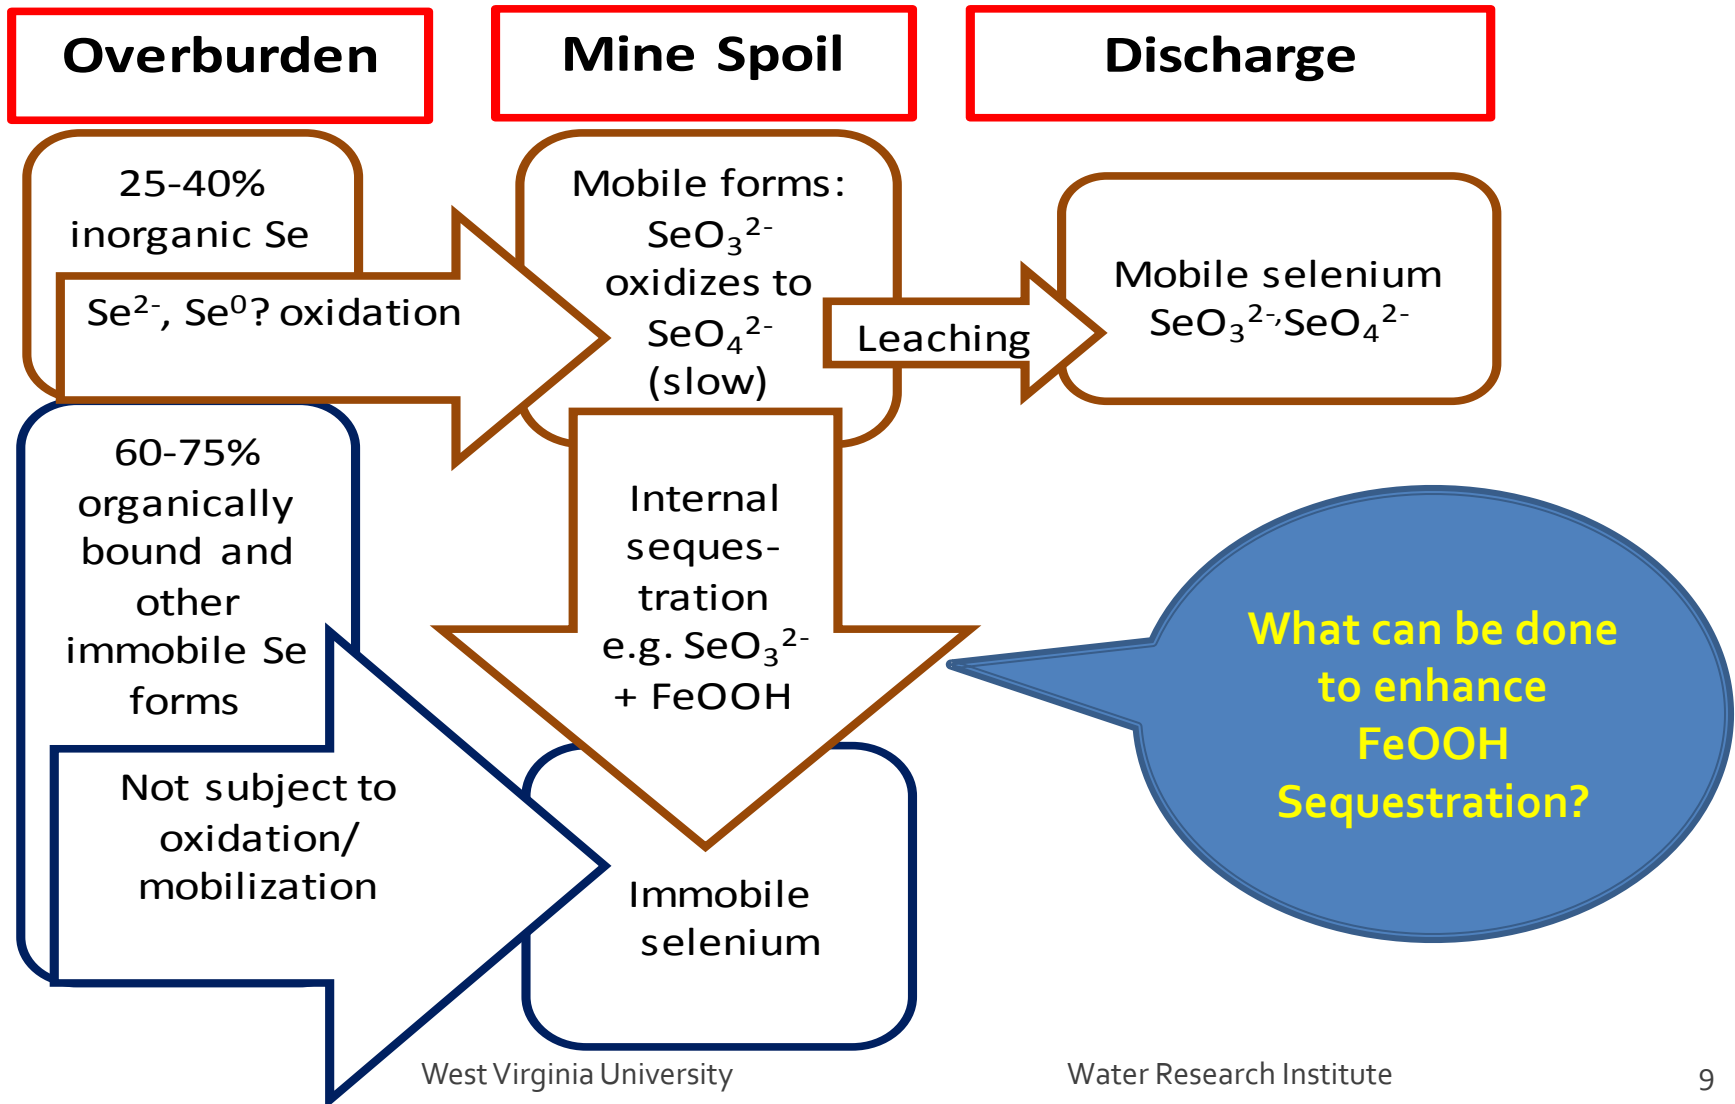 Overburden
Mine Spoil
Discharge
25-40%
inorganic Se
Se²⁻, Se⁰? oxidation
Mobile forms:
SeO₃²⁻
oxidizes to
SeO₄²⁻
(slow)
Leaching
Mobile selenium
SeO₃²⁻,SeO₄²⁻
60-75%
organically
bound and
other
immobile Se
forms
Not subject to
oxidation/
mobilization
Internal
seques-
tration
e.g. SeO₃²⁻
+ FeOOH
Immobile
selenium
What can be done
to enhance
FeOOH
Sequestration?
West Virginia University
Water Research Institute
9